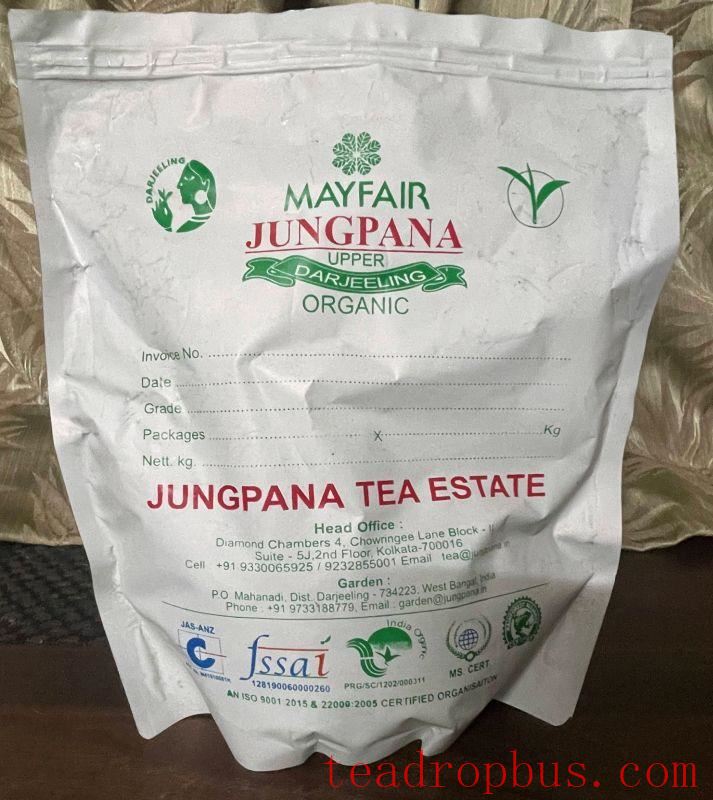 DARJEELING
MAYFAIR
JUNGPANA
UPPER
DARJEELING
ORGANIC
Invoice No.
Date
Grade
Packages x Kg
Nett. kg.
JUNGPANA TEA ESTATE
Head Office :
Diamond Chambers 4, Chowringee Lane Block - II
Suite - 5J,2nd Floor, Kolkata-700016
Cell : +91 9330065925 / 9232855001 Email tea@jungpana.in
Garden :
P.O Mahanadi, Dist. Darjeeling - 734223, West Bangal, India
Phone : +91 9733188779, Email : garden@jungpana.in
JAS-ANZ
fssai
128190060000260
India Organic
PRG/SC/1202/000311
MS. CERT
AN ISO 9001:2015 & 22000:2005 CERTIFIED ORGANISAITON
teadropbus.com